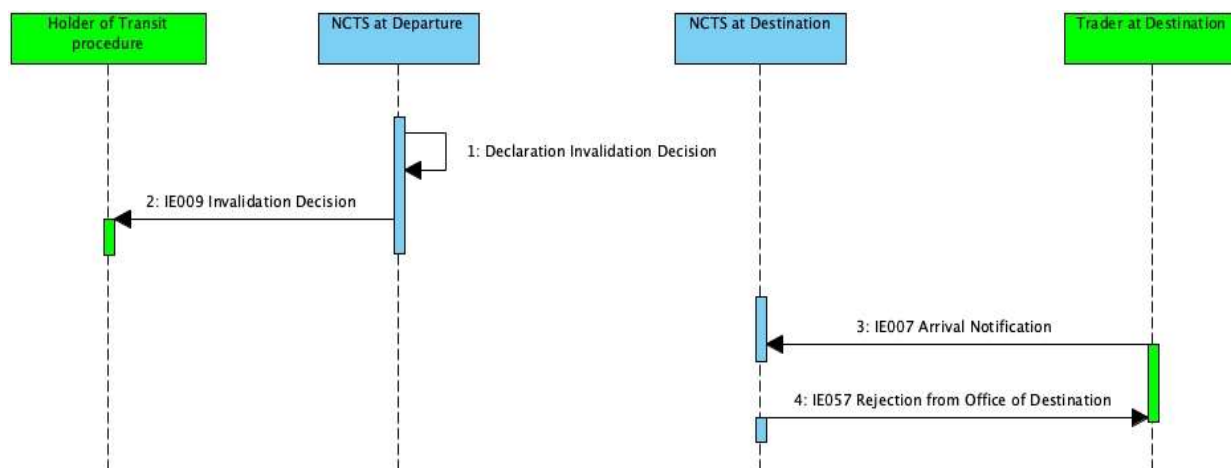 Holder of Transit
procedure
NCTS at Departure
NCTS at Destination
Trader at Destination
1: Declaration Invalidation Decision
2: IE009 Invalidation Decision
3: IE007 Arrival Notification
4: IE057 Rejection from Office of Destination